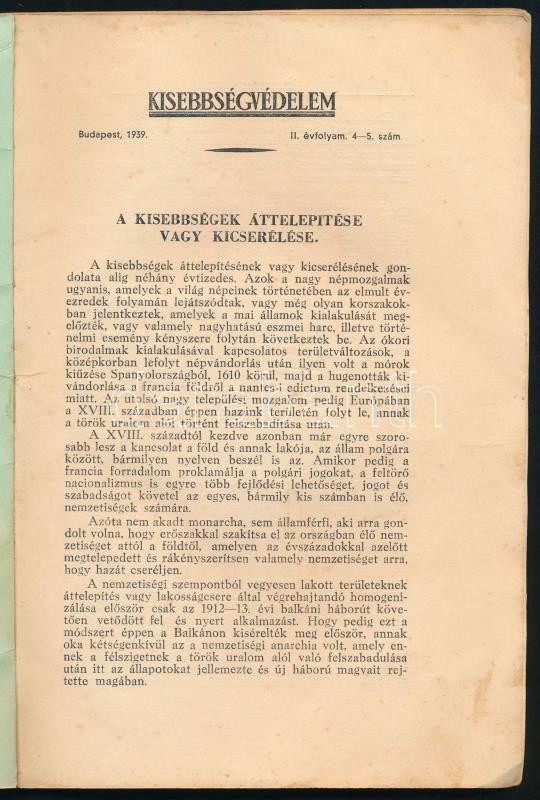 KISEBBSÉGVÉDELEM
Budapest, 1939. II. évfolyam. 4—5. szám
A KISEBBSÉGEK ÁTTELEPITÉSE
VAGY KICSERÉLÉSE.
A kisebbségek áttelepítésének vagy kicserélésének gon-
dolata alig néhány évtizedes. Azok a nagy népmozgalmak
ugyanis, amelyek a világ népeinek történetében az elmult év-
ezredek folyamán lejátszódtak, vagy még olyan korszakok-
ban jelentkeztek, amelyek a mai államok kialakulását meg-
előzték, vagy valamely nagyhatású eszmei harc, illetve törté-
nelmi esemény kényszere folytán következtek be. Az ókori
birodalmak kialakulásával kapcsolatos területváltozások, a
középkorban lefolyt népvándorlás után ilyen volt a mórok
kiűzése Spanyolországból, 1610 körül, majd a hugenották ki-
vándorlása a francia földről a nantesi edictum rendelkezései
miatt. Az utolsó nagy települési mozgalom pedig Európában
a XVIII. században éppen hazánk területén folyt le, annak
a török uralom alól történt felszabadítása után.
A XVIII. századtól kezdve azonban már egyre szoro-
sabb lesz a kapcsolat a föld és annak lakója, az állam polgára
között, bármilyen nyelven beszél is az. Amikor pedig a
francia forradalom proklamálja a polgári jogokat, a feltörő
nacionalizmus is egyre több fejlődési lehetőséget, jogot és
szabadságot követel az egyes, bármily kis számban is élő,
nemzetiségek számára.
Azóta nem akadt monarcha, sem államférfi, aki arra gon-
dolt volna, hogy erőszakkal szakítsa el az országban élő nem-
zetiséget attól a földtől, amelyen az évszázadokkal azelőtt
megtelepedett és rákényszerítsen valamely nemzetiséget arra,
hogy hazát cseréljen.
A nemzetiségi szempontból vegyesen lakott területeknek
áttelepítés vagy lakosságcsere által végrehajtandó homogeni-
zálása először csak az 1912—13. évi balkáni háborút köve-
tően vetődött fel és nyert alkalmazást. Hogy pedig ezt a
módszert éppen a Balkánon kisérelték meg először, annak
oka kétségenkívül az a nemzetiségi anarchia volt, amely en-
nek a félszigetnek a török uralom alól való felszabadulása
után itt az állapotokat jellemezte és új háború magvait rej-
tette magában.